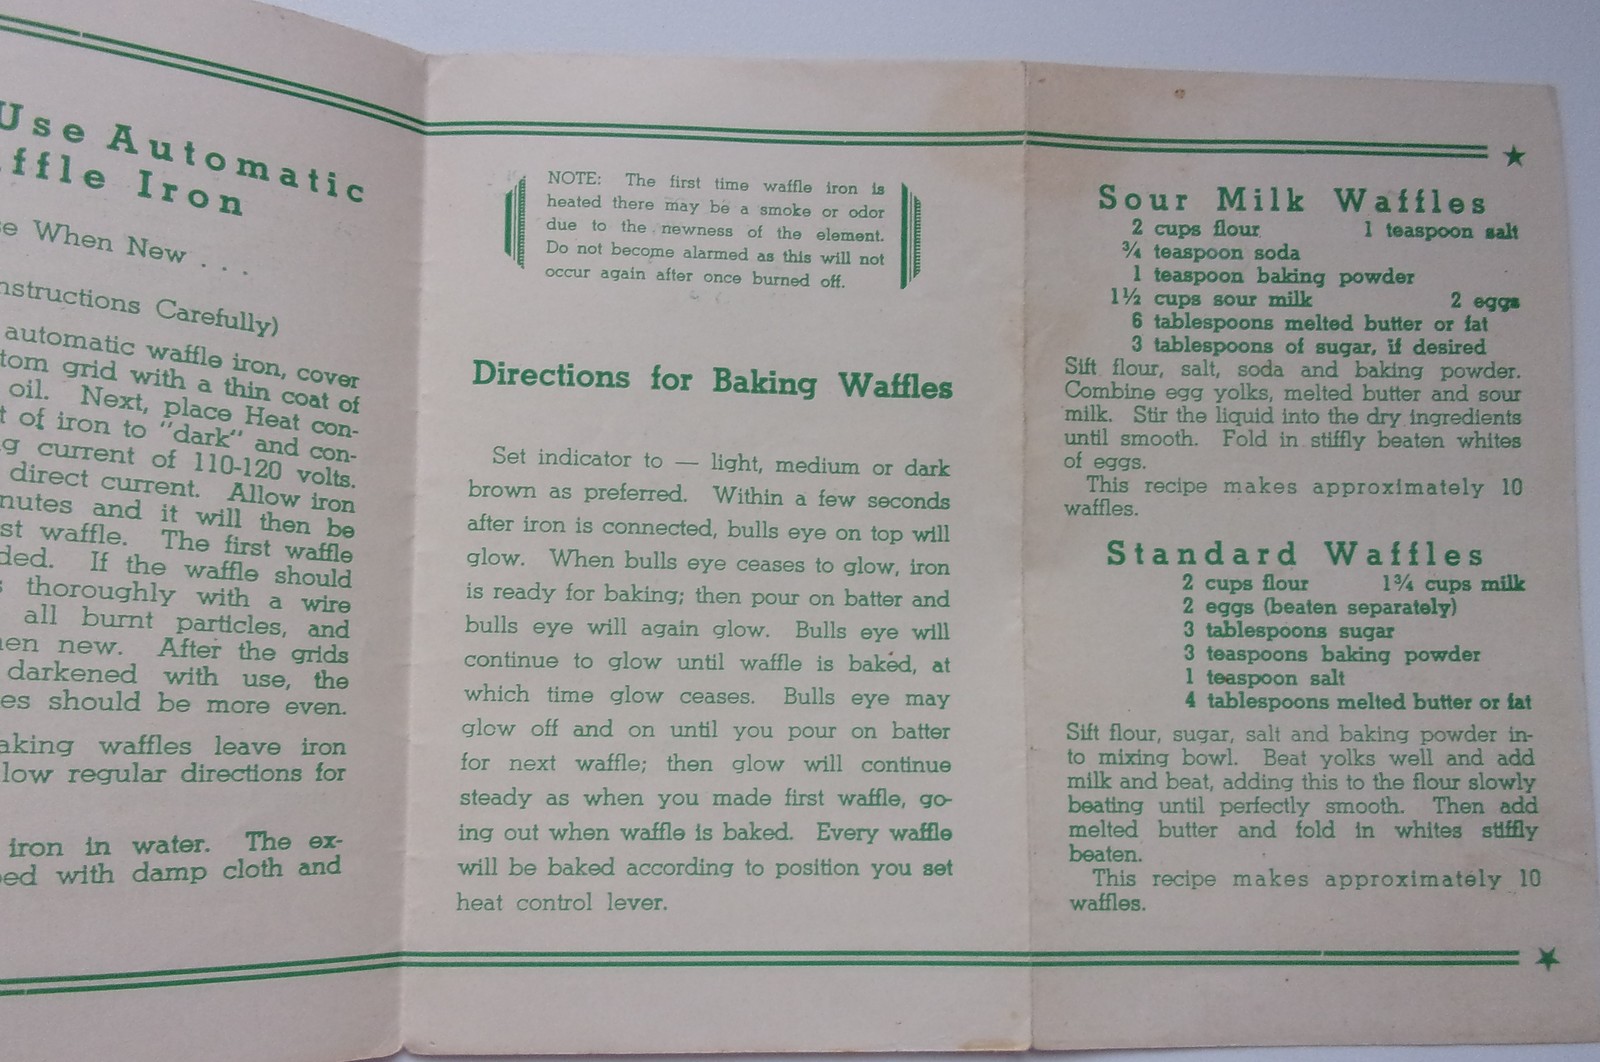 Use Automatic
ffle Iron
e When New . . .
nstructions Carefully)
automatic waffle iron, cover
tom grid with a thin coat of
oil. Next, place Heat con-
t of iron to "dark" and con-
g current of 110-120 volts.
direct current. Allow iron
nutes and it will then be
st waffle. The first waffle
ded. If the waffle should
s thoroughly with a wire
all burnt particles, and
en new. After the grids
darkened with use, the
es should be more even.
aking waffles leave iron
low regular directions for
iron in water. The ex-
ed with damp cloth and
NOTE: The first time waffle iron is
heated there may be a smoke or odor
due to the newness of the element.
Do not become alarmed as this will not
occur again after once burned off.
Directions for Baking Waffles
Set indicator to — light, medium or dark
brown as preferred. Within a few seconds
after iron is connected, bulls eye on top will
glow. When bulls eye ceases to glow, iron
is ready for baking; then pour on batter and
bulls eye will again glow. Bulls eye will
continue to glow until waffle is baked, at
which time glow ceases. Bulls eye may
glow off and on until you pour on batter
for next waffle; then glow will continue
steady as when you made first waffle, go-
ing out when waffle is baked. Every waffle
will be baked according to position you set
heat control lever.
Sour Milk Waffles
2 cups flour 1 teaspoon salt
¾ teaspoon soda
1 teaspoon baking powder
1½ cups sour milk 2 eggs
6 tablespoons melted butter or fat
3 tablespoons of sugar, if desired
Sift flour, salt, soda and baking powder.
Combine egg yolks, melted butter and sour
milk. Stir the liquid into the dry ingredients
until smooth. Fold in stiffly beaten whites
of eggs.
This recipe makes approximately 10
waffles.
Standard Waffles
2 cups flour 1¾ cups milk
2 eggs (beaten separately)
3 tablespoons sugar
3 teaspoons baking powder
1 teaspoon salt
4 tablespoons melted butter or fat
Sift flour, sugar, salt and baking powder in-
to mixing bowl. Beat yolks well and add
milk and beat, adding this to the flour slowly
beating until perfectly smooth. Then add
melted butter and fold in whites stiffly
beaten.
This recipe makes approximately 10
waffles.